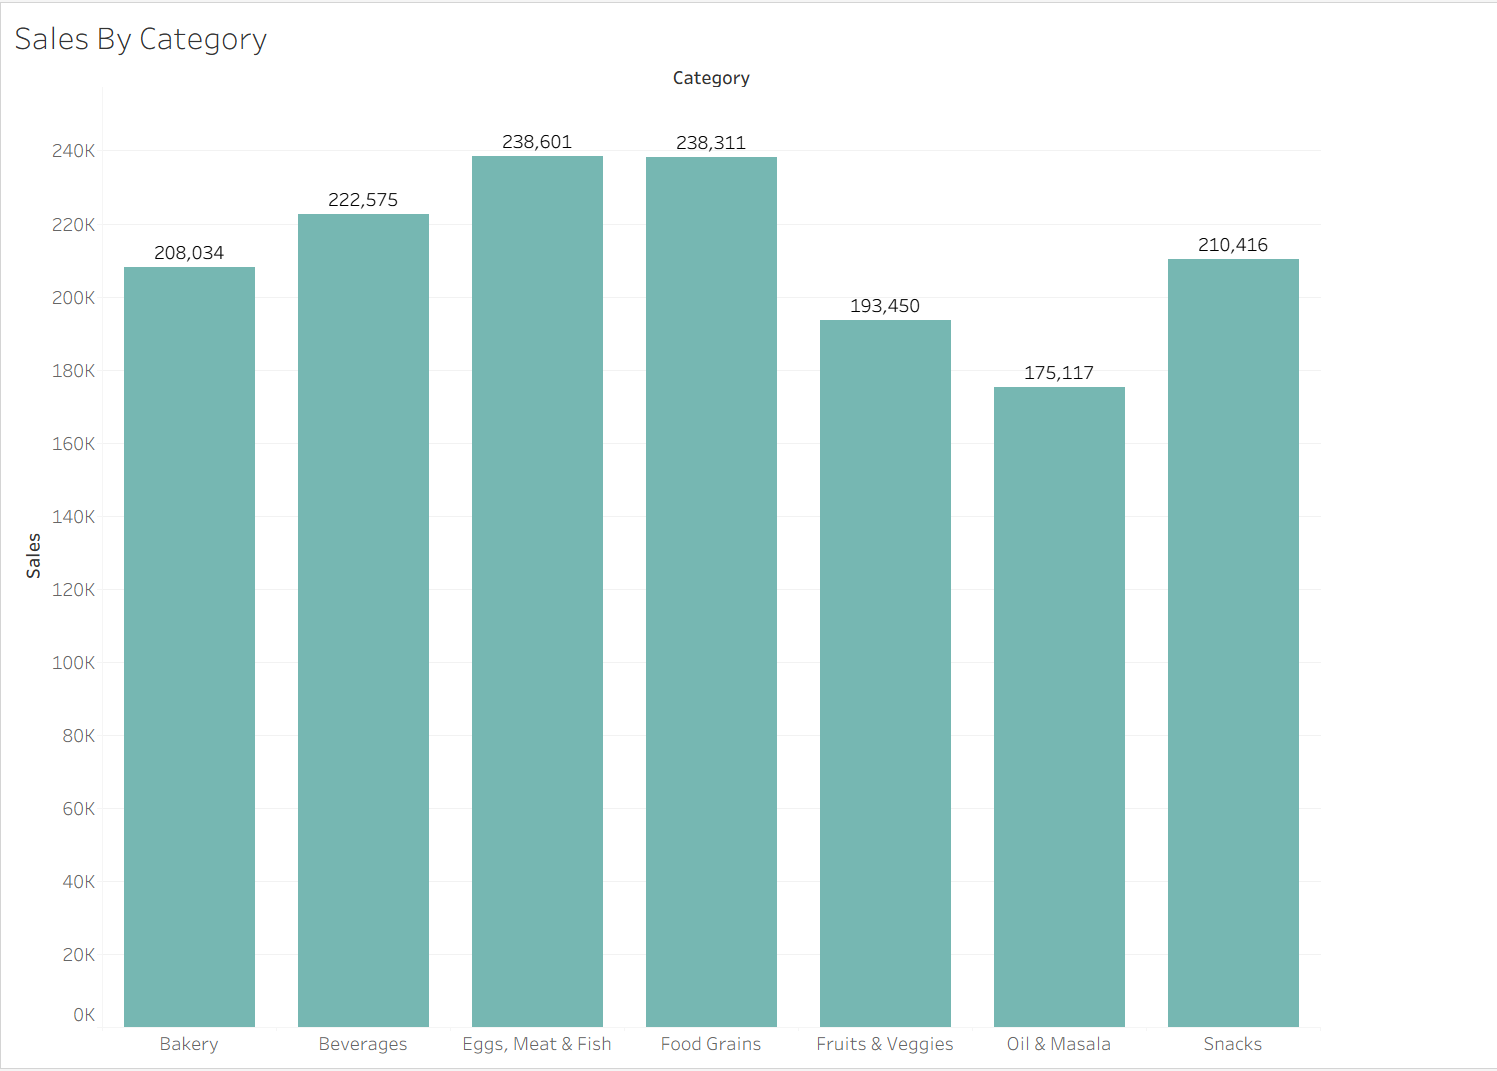 Sales By Category
Category
240K
220K
200K
180K
160K
140K
120K
100K
80K
60K
40K
20K
0K
Sales
208,034
222,575
238,601
238,311
193,450
175,117
210,416
Bakery
Beverages
Eggs, Meat & Fish
Food Grains
Fruits & Veggies
Oil & Masala
Snacks